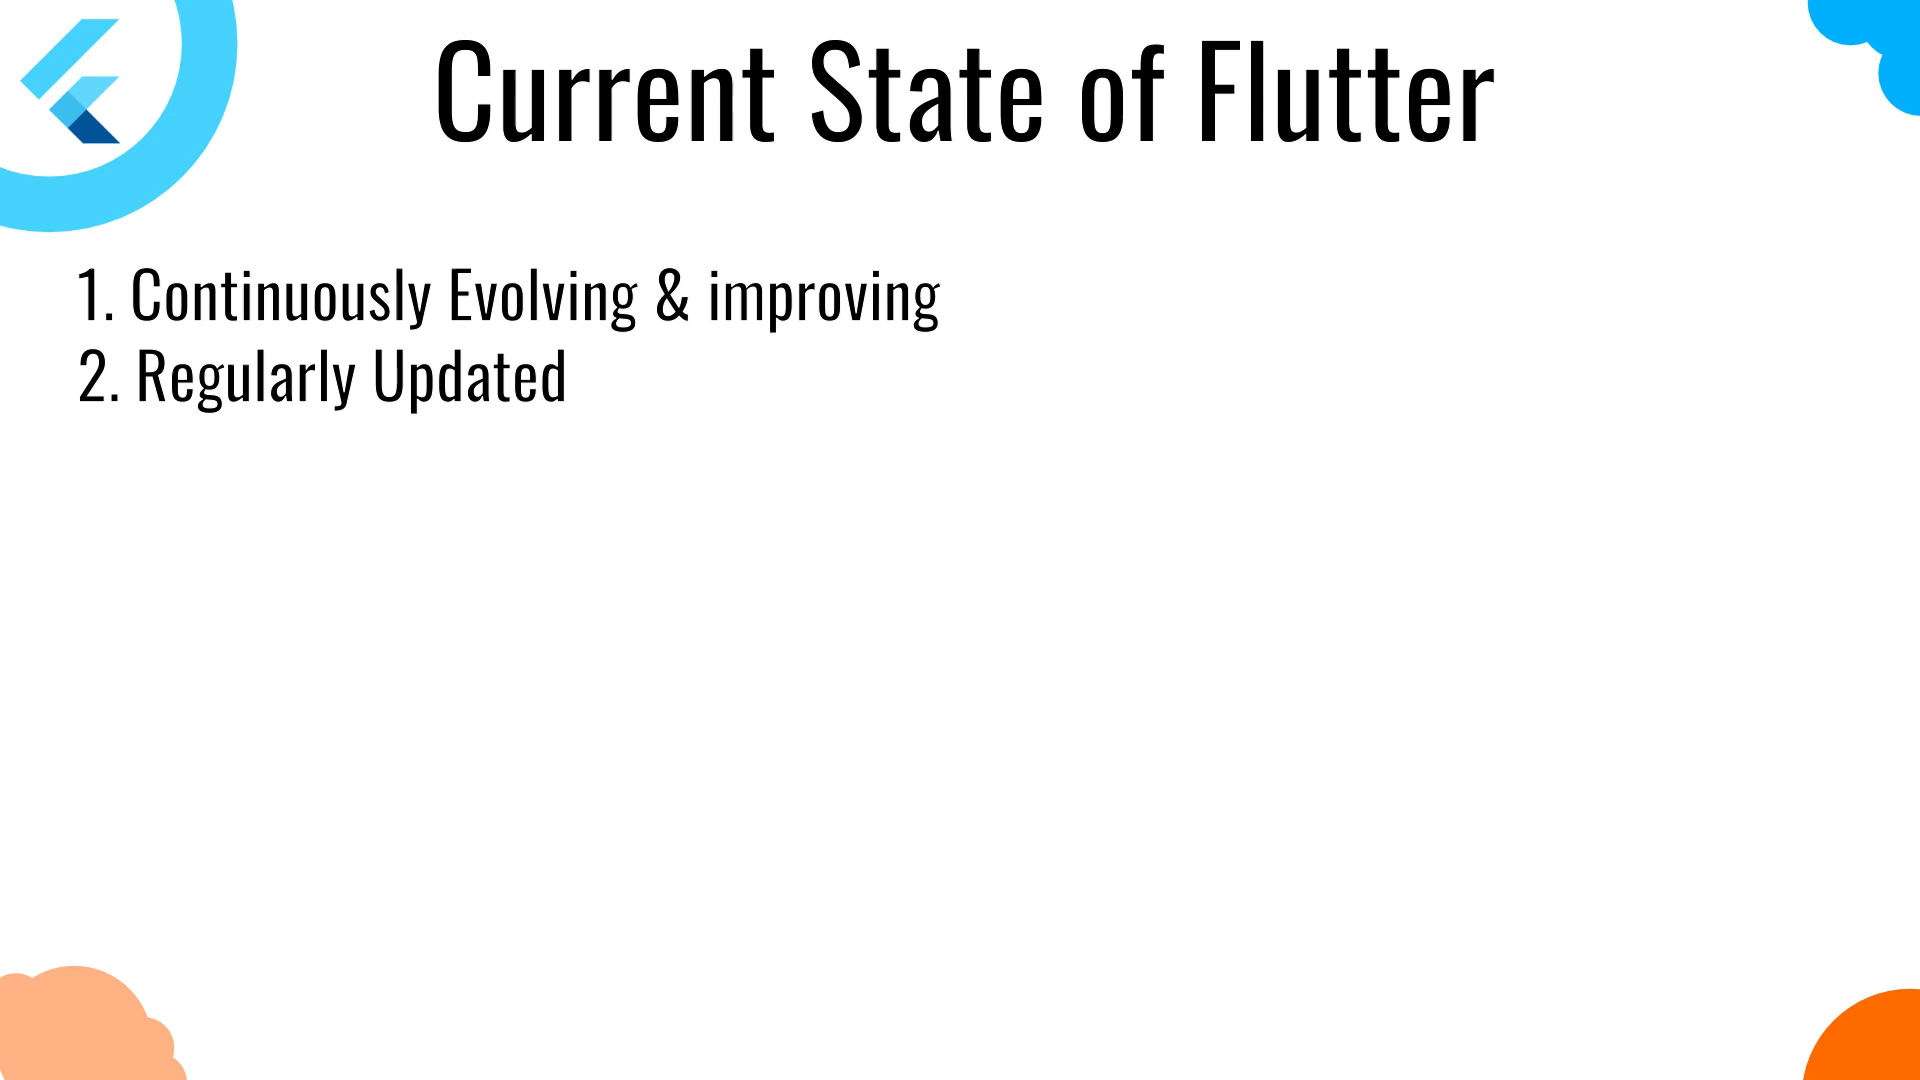 Current State of Flutter
1. Continuously Evolving & improving
2. Regularly Updated